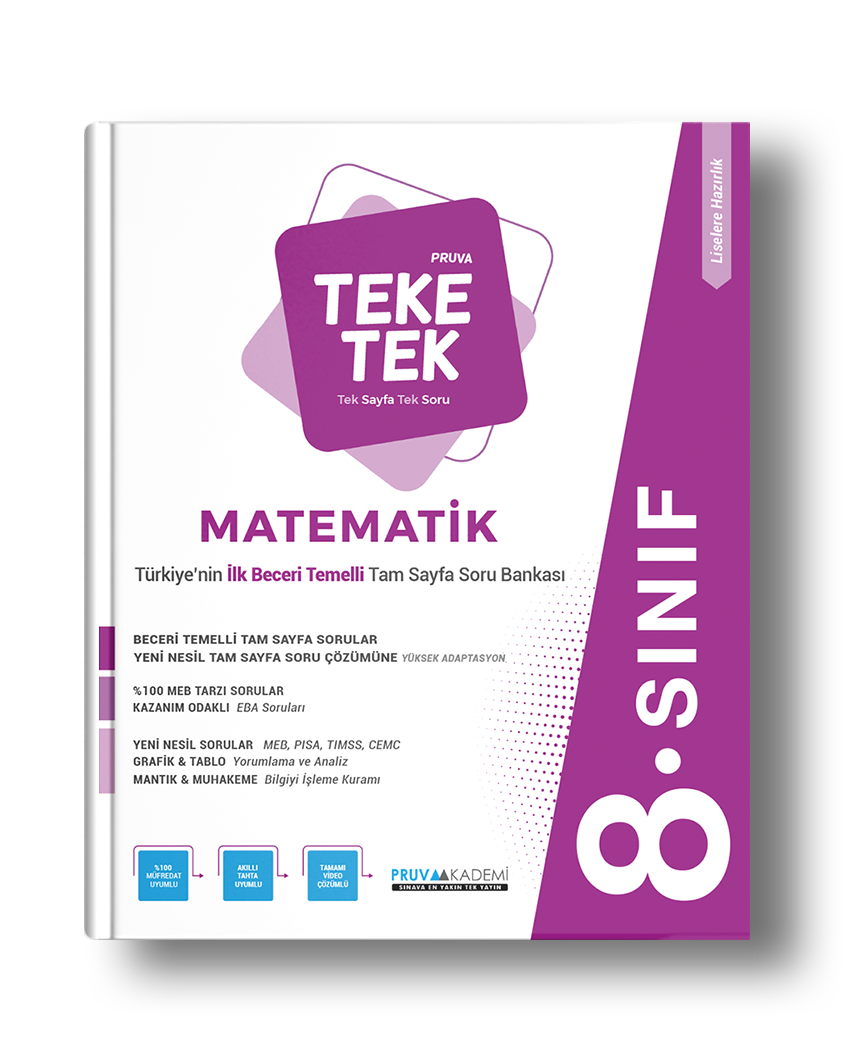 Liselere Hazırlık
PRUVA
TEKE
TEK
Tek Sayfa Tek Soru
MATEMATİK
Türkiye'nin İlk Beceri Temelli Tam Sayfa Soru Bankası
BECERİ TEMELLİ TAM SAYFA SORULAR
YENİ NESİL TAM SAYFA SORU ÇÖZÜMÜNE YÜKSEK ADAPTASYON
%100 MEB TARZI SORULAR
KAZANIM ODAKLI EBA Soruları
YENİ NESİL SORULAR MEB, PISA, TIMSS, CEMC
GRAFİK & TABLO Yorumlama ve Analiz
MANTIK & MUHAKEME Bilgiyi İşleme Kuramı
8. SINIF
%100
MÜFREDAT
UYUMLU
AKILLI
TAHTA
UYUMLU
TAMAMI
VİDEO
ÇÖZÜMLÜ
PRUVAAKADEMİ
SINAVA EN YAKIN TEK YAYIN